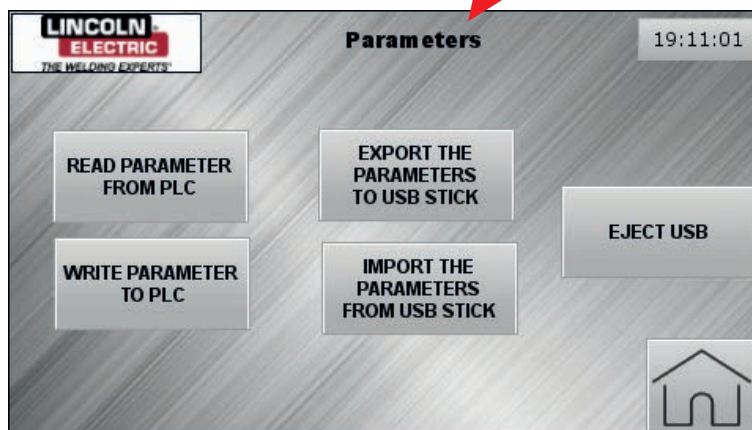 LINCOLN
ELECTRIC
THE WELDING EXPERTS®
Parameters
19:11:01
READ PARAMETER
FROM PLC
EXPORT THE
PARAMETERS
TO USB STICK
EJECT USB
WRITE PARAMETER
TO PLC
IMPORT THE
PARAMETERS
FROM USB STICK